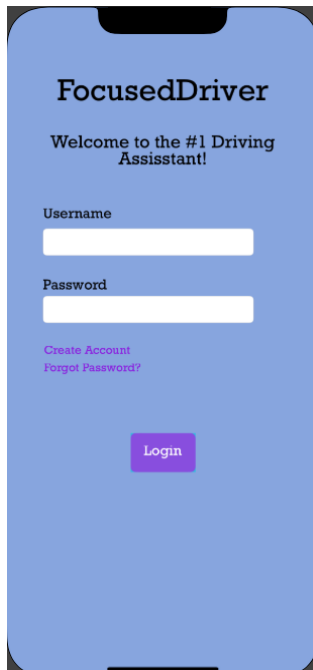 FocusedDriver
Welcome to the #1 Driving
Assisstant!
Username
Password
Create Account
Forgot Password?
Login